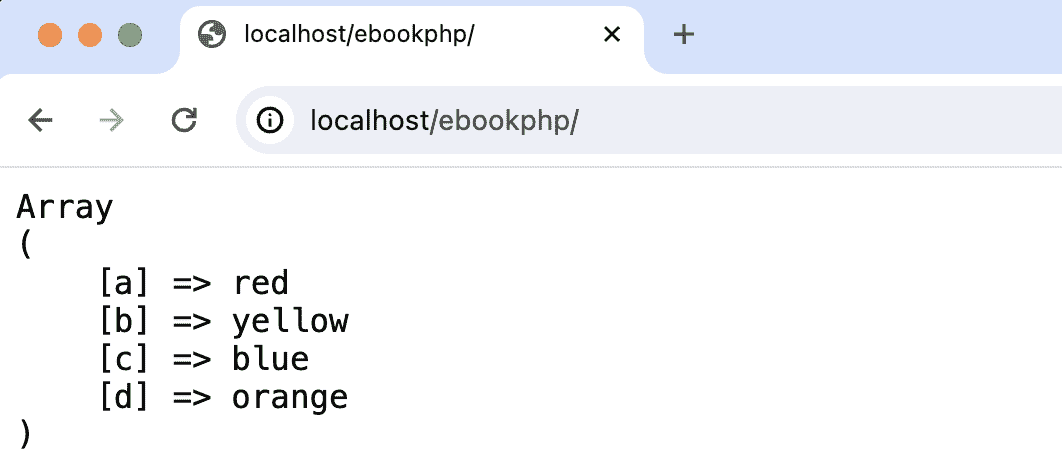 localhost/ebookphp/
localhost/ebookphp/
Array
(
    [a] => red
    [b] => yellow
    [c] => blue
    [d] => orange
)